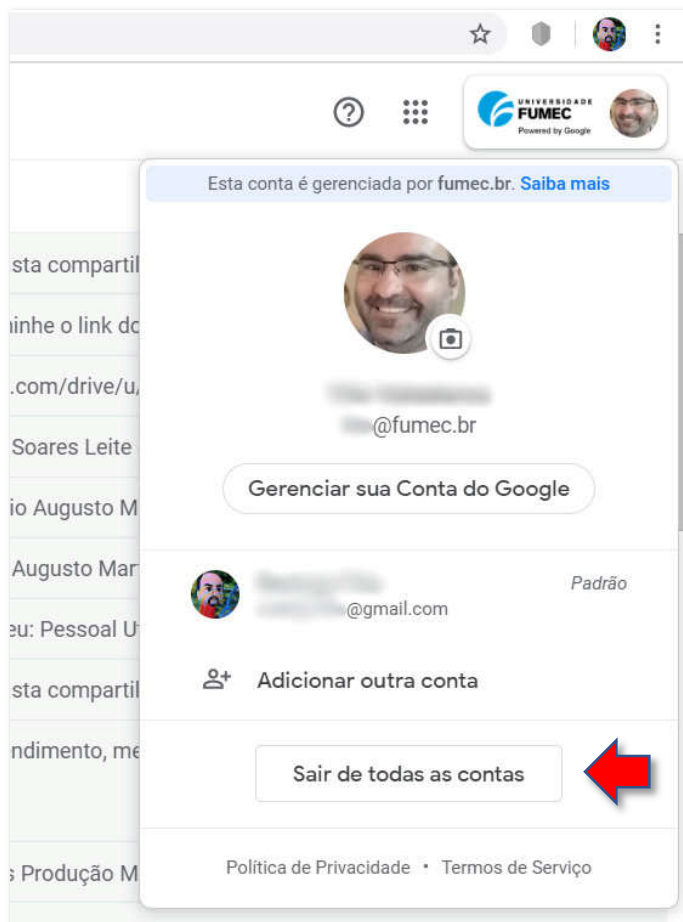 UNIVERSIDADE
FUMEC
Powered by Google
Esta conta é gerenciada por fumec.br. Saiba mais
sta compartil
ninhe o link do
.com/drive/u/
@fumec.br
Soares Leite
Gerenciar sua Conta do Google
io Augusto M
Augusto Mar
Padrão
@gmail.com
eu: Pessoal U
Adicionar outra conta
sta compartil
ndimento, me
Sair de todas as contas
s Produção M
Política de Privacidade • Termos de Serviço